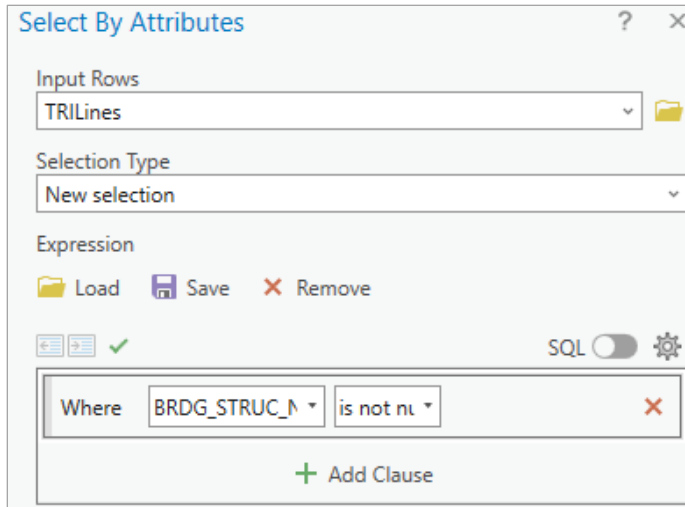 Select By Attributes ? ×
Input Rows
TRILines
Selection Type
New selection
Expression
Load Save Remove
SQL
Where BRDG_STRUC_N is not nu
+ Add Clause